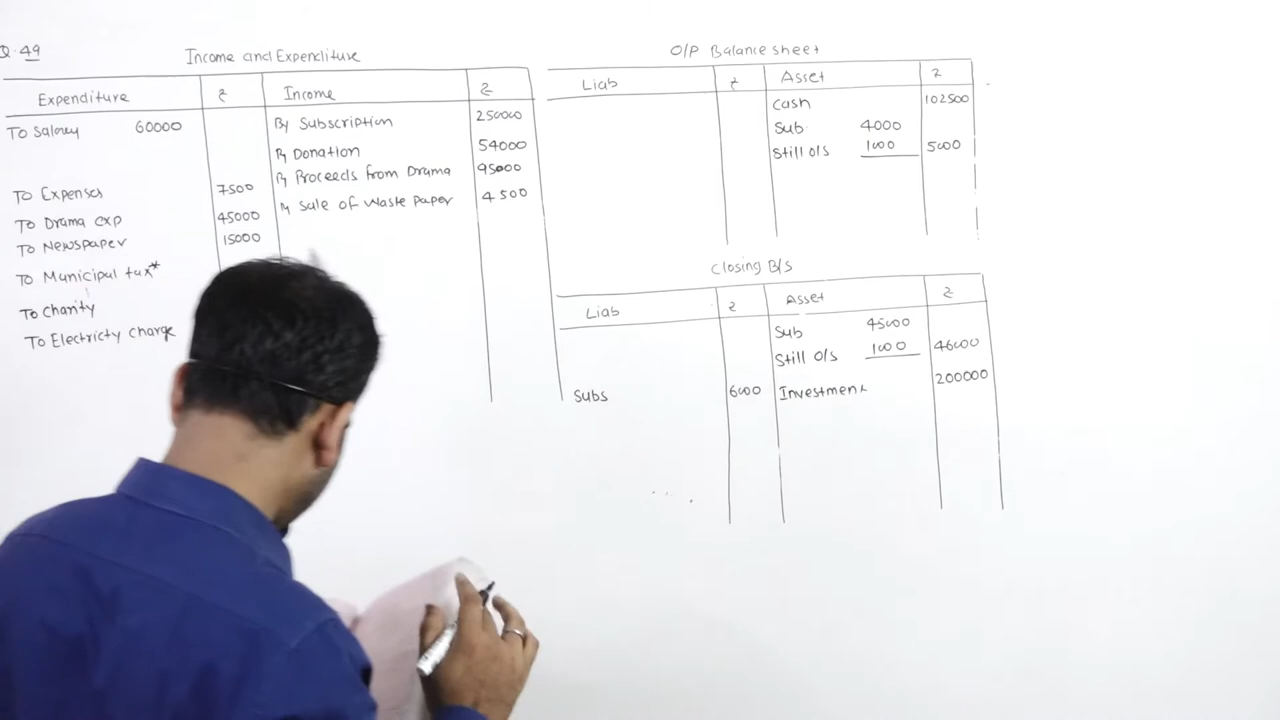 Q.49
Income and Expenditure
Expenditure ₹ Income ₹
To Salary 60000 By Subscription 250000
By Donation 54000
By Proceeds from Drama 95000
To Expenses 7500 By Sale of Waste Paper 4500
To Drama exp 45000
To Newspaper 15000
To Municipal tax*
To Charity
To Electricty charge
O/P Balance sheet
Liab ₹ Asset ₹
Cash 102500
Sub 4000
Still o/s 1000 5000
Closing B/S
Liab ₹ Asset ₹
Sub 45000
Still o/s 1000 46000
Subs 6000 Investment 200000